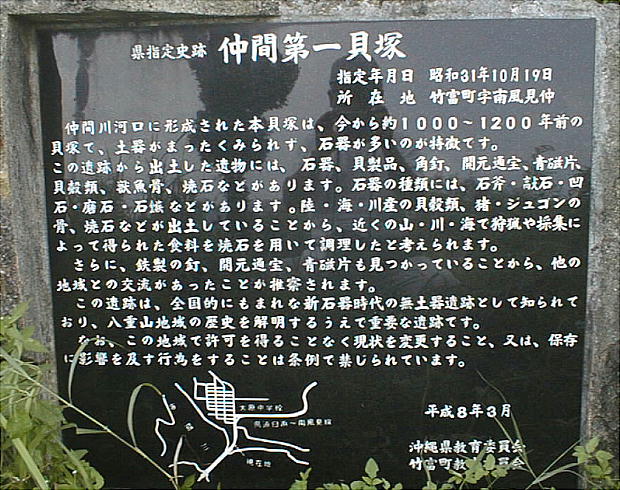 県指定史跡 仲間第一貝塚
指定年月日 昭和31年10月19日
所在地 竹富町字南風見仲
仲間川河口に形成された本貝塚は、今から約1000〜1200年前の
貝塚で、土器がまったくみられず、石器が多いのが特徴です。
この遺跡から出土した遺物には、石器、貝製品、角釘、開元通宝、青磁片、
貝殻類、獣魚骨、焼石などがあります。石器の種類には、石斧・敲石・凹
石・磨石・石
などがあります。陸・海・川産の貝殻類、猪・ジュゴンの
骨、焼石などが出土していることから、近くの山・川・海で狩猟や採集に
よって得られた食料を焼石を用いて調理したと考えられます。
さらに、鉄製の釘、開元通宝、青磁片も見つかっていることから、他の
地域との交流があったことが推察されます。
この遺跡は、全国的にもまれな新石器時代の無土器遺跡として知られて
おり、八重山地域の歴史を解明するうえで重要な遺跡です。
なお、この地域で許可を得ることなく現状を変更すること、又は、保存
に影響を及す行為をすることは条例で禁じられています。
大原中学校
仲間川
現在地
平成8年3月
沖縄県教育委員会
竹富町教育委員会